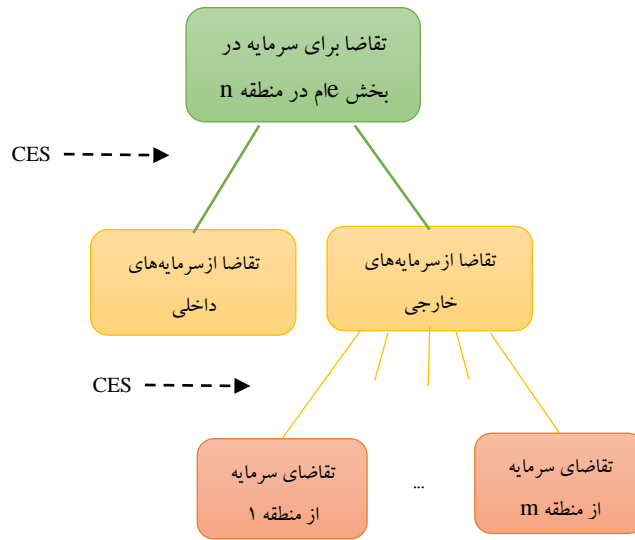 تقاضا برای سرمایه در
بخش eام در منطقه n
CES
تقاضا ازسرمایه‌های
داخلی
تقاضا ازسرمایه‌های
خارجی
CES
تقاضای سرمایه
از منطقه ۱
...
تقاضای سرمایه
از منطقه m